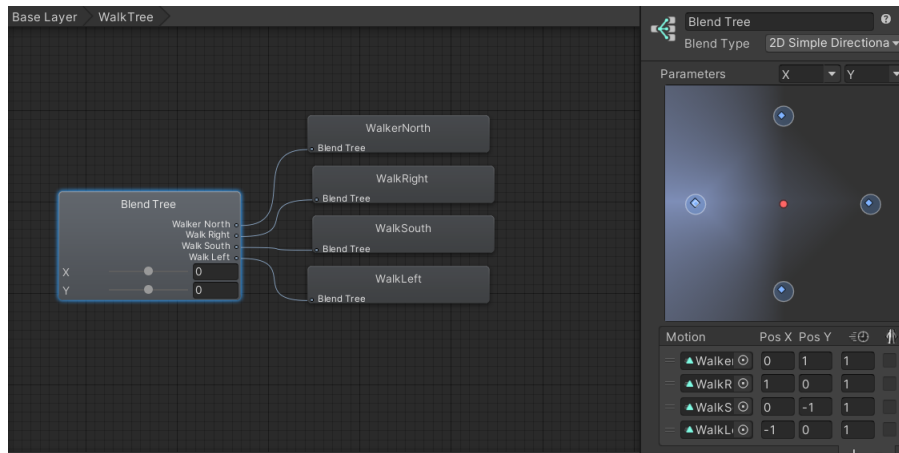 Base Layer WalkTree
Blend Tree
Blend Type 2D Simple Directiona
Parameters X Y
WalkerNorth
Blend Tree
WalkRight
Blend Tree
WalkSouth
Blend Tree
WalkLeft
Blend Tree
Blend Tree
Walker North
Walk Right
Walk South
Walk Left
X 0
Y 0
Motion Pos X Pos Y
Walke 0 1 1
WalkR 1 0 1
WalkS 0 -1 1
WalkL -1 0 1